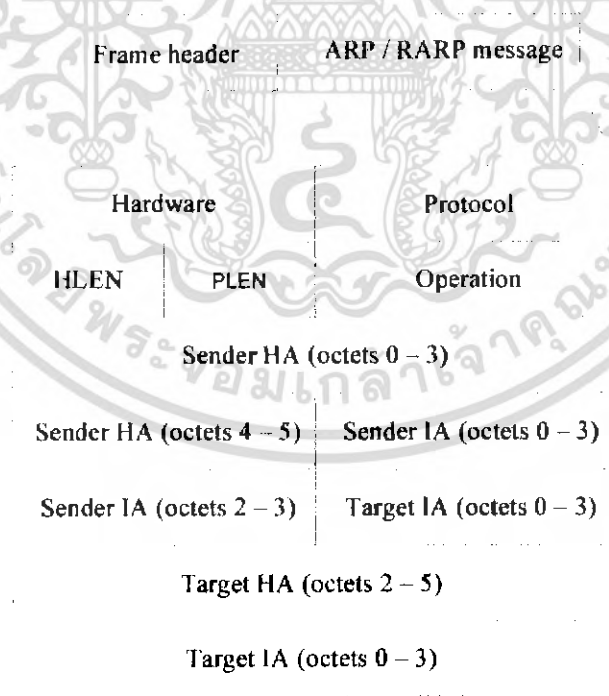 Frame header ARP / RARP message
Hardware Protocol
HLEN PLEN Operation
Sender HA (octets 0 – 3)
Sender HA (octets 4 – 5) Sender IA (octets 0 – 3)
Sender IA (octets 2 – 3) Target IA (octets 0 – 3)
Target HA (octets 2 – 5)
Target IA (octets 0 – 3)